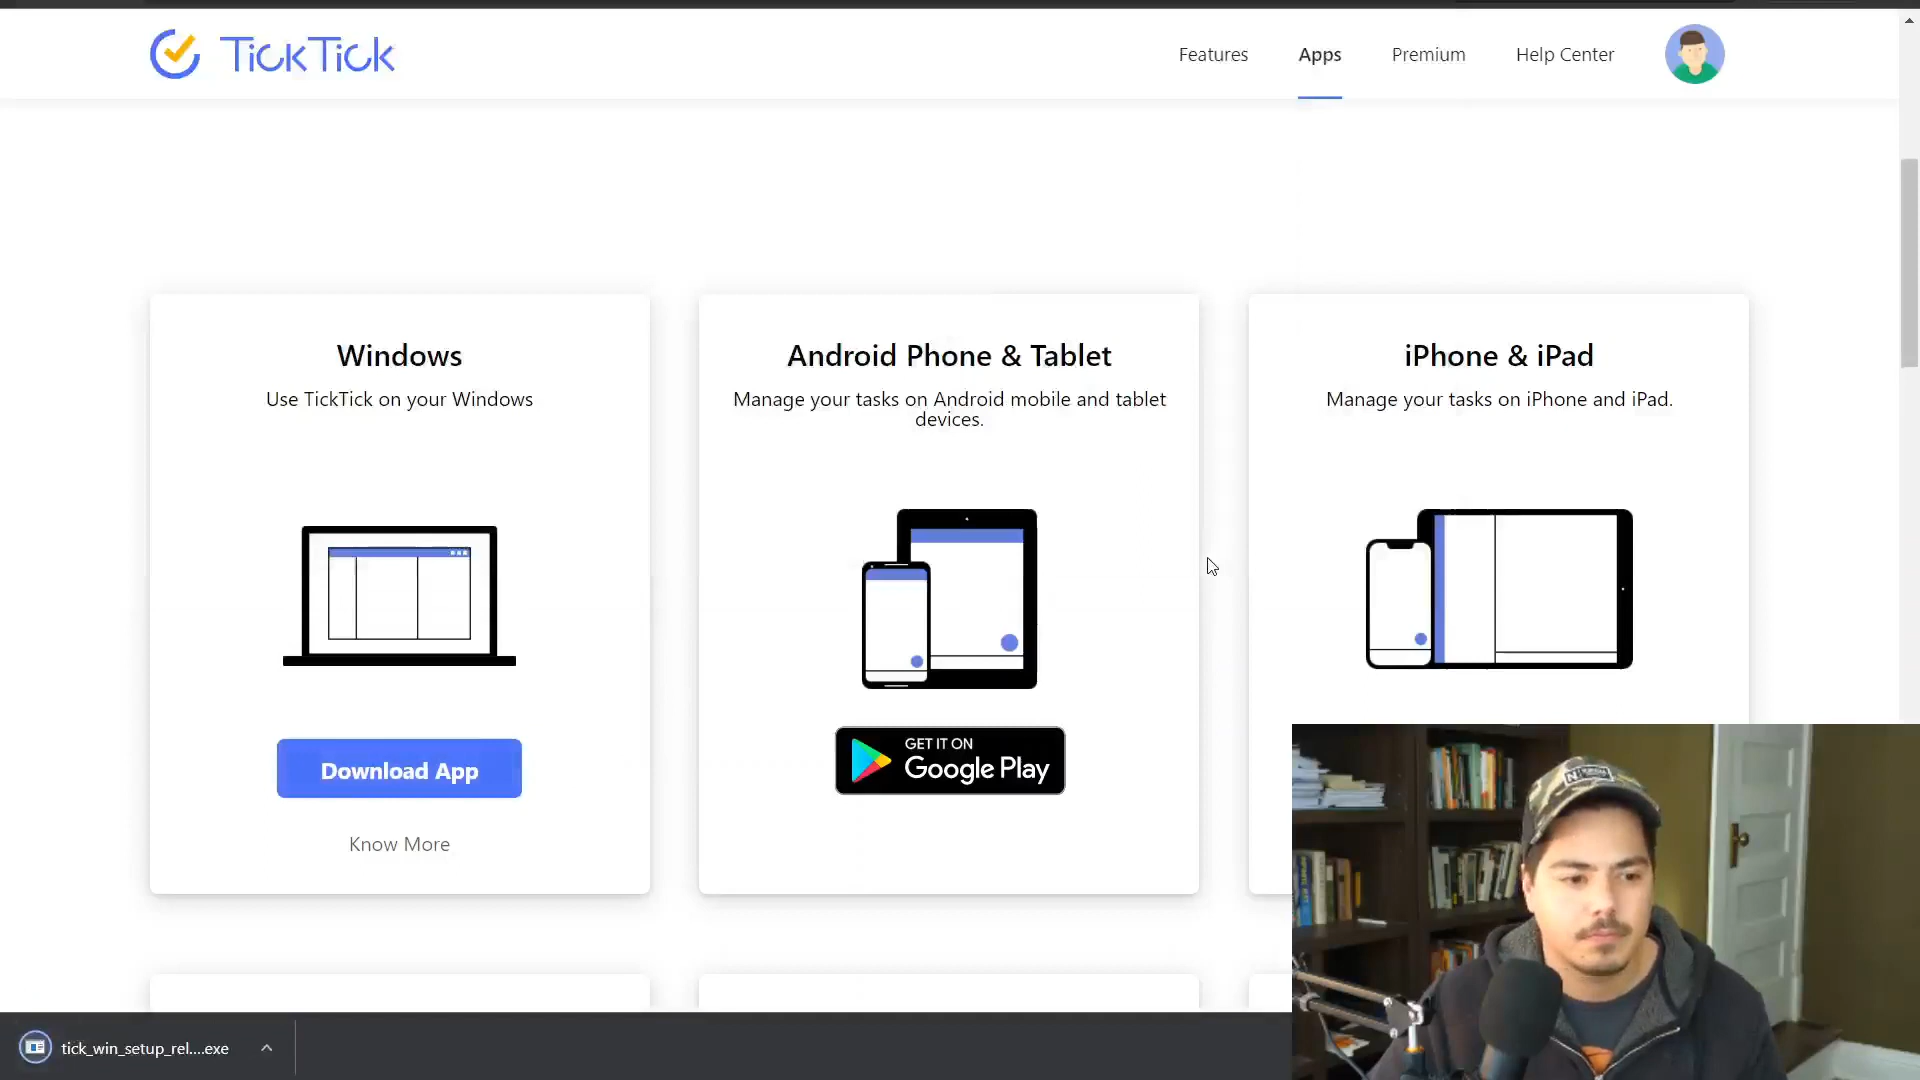 TickTick
Features
Apps
Premium
Help Center
Windows
Use TickTick on your Windows
Download App
Know More
Android Phone & Tablet
Manage your tasks on Android mobile and tablet
devices.
GET IT ON
Google Play
iPhone & iPad
Manage your tasks on iPhone and iPad.
tick_win_setup_rel....exe